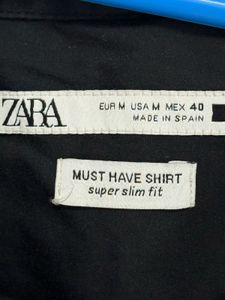 ZARA
EUR M USA M MEX 40
MADE IN SPAIN
MUST HAVE SHIRT
super slim fit